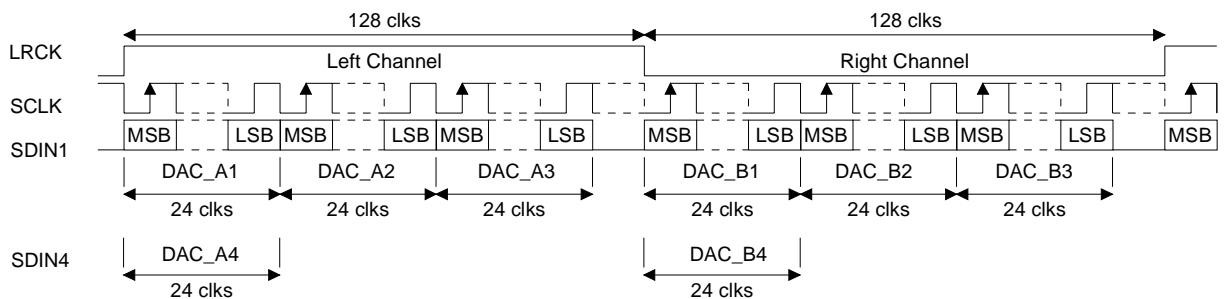 128 clks 128 clks
LRCK Left Channel Right Channel
SCLK
SDIN1 MSB LSB MSB LSB MSB LSB MSB LSB MSB LSB MSB LSB MSB
DAC_A1 DAC_A2 DAC_A3 DAC_B1 DAC_B2 DAC_B3
24 clks 24 clks 24 clks 24 clks 24 clks 24 clks
SDIN4 DAC_A4 DAC_B4
24 clks 24 clks